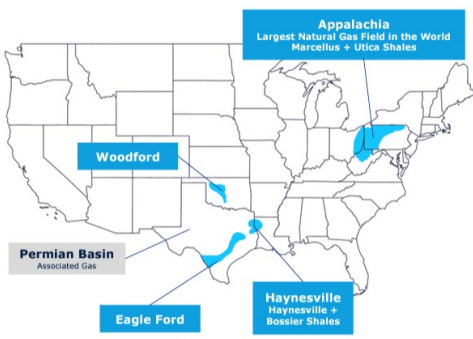 Appalachia
Largest Natural Gas Field in the World
Marcellus + Utica Shales
Woodford
Permian Basin
Associated Gas
Eagle Ford
Haynesville
Haynesville +
Bossier Shales